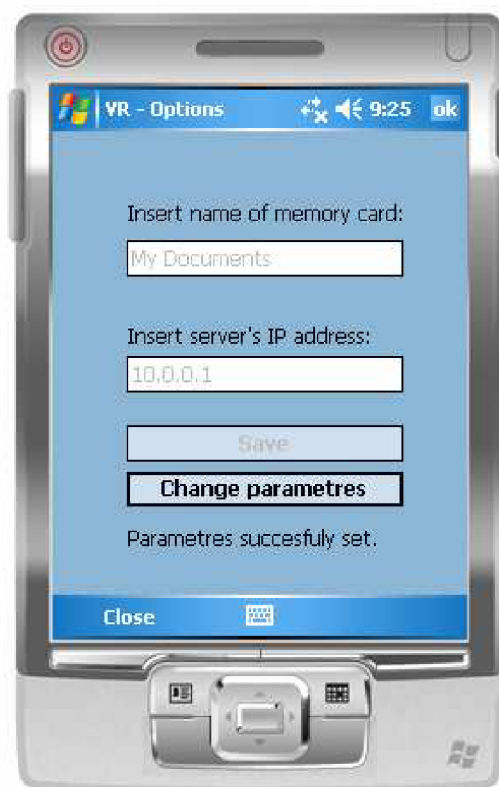 VR - Options 9:25 ok
Insert name of memory card:
My Documents
Insert server's IP address:
10.0.0.1
Save
Change parametres
Parametres succesfuly set.
Close